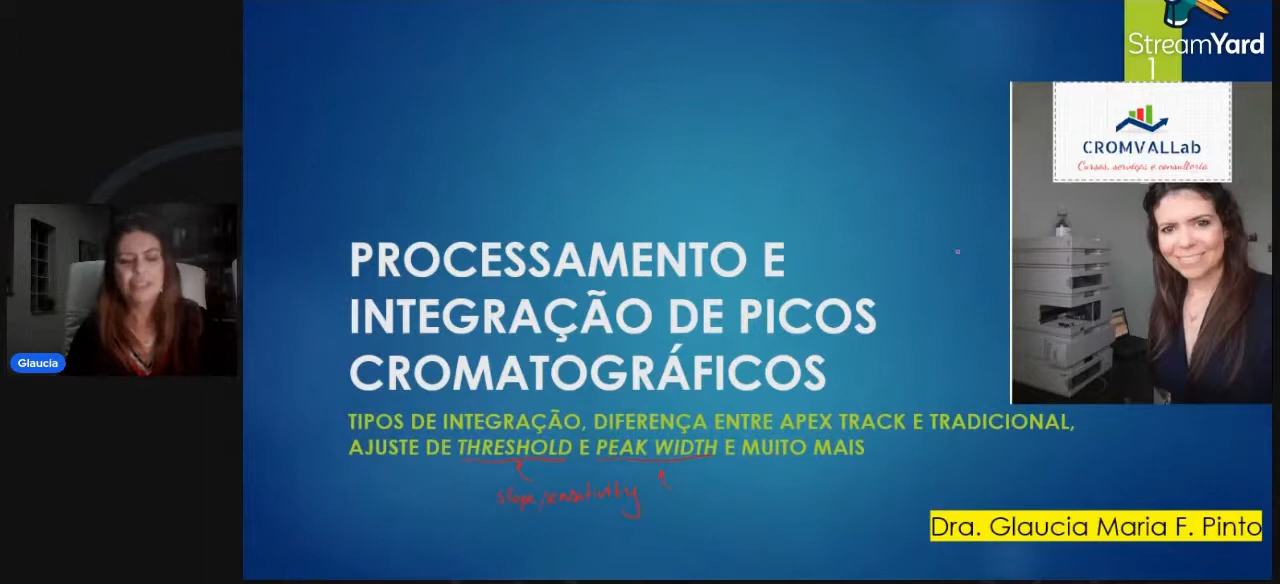 StreamYard
1
CROMVALLab
Cursos, serviços e consultoria
PROCESSAMENTO E
INTEGRAÇÃO DE PICOS
CROMATOGRÁFICOS
TIPOS DE INTEGRAÇÃO, DIFERENÇA ENTRE APEX TRACK E TRADICIONAL,
AJUSTE DE THRESHOLD E PEAK WIDTH E MUITO MAIS
slope, sensitivity
Dra. Glaucia Maria F. Pinto
Glaucia